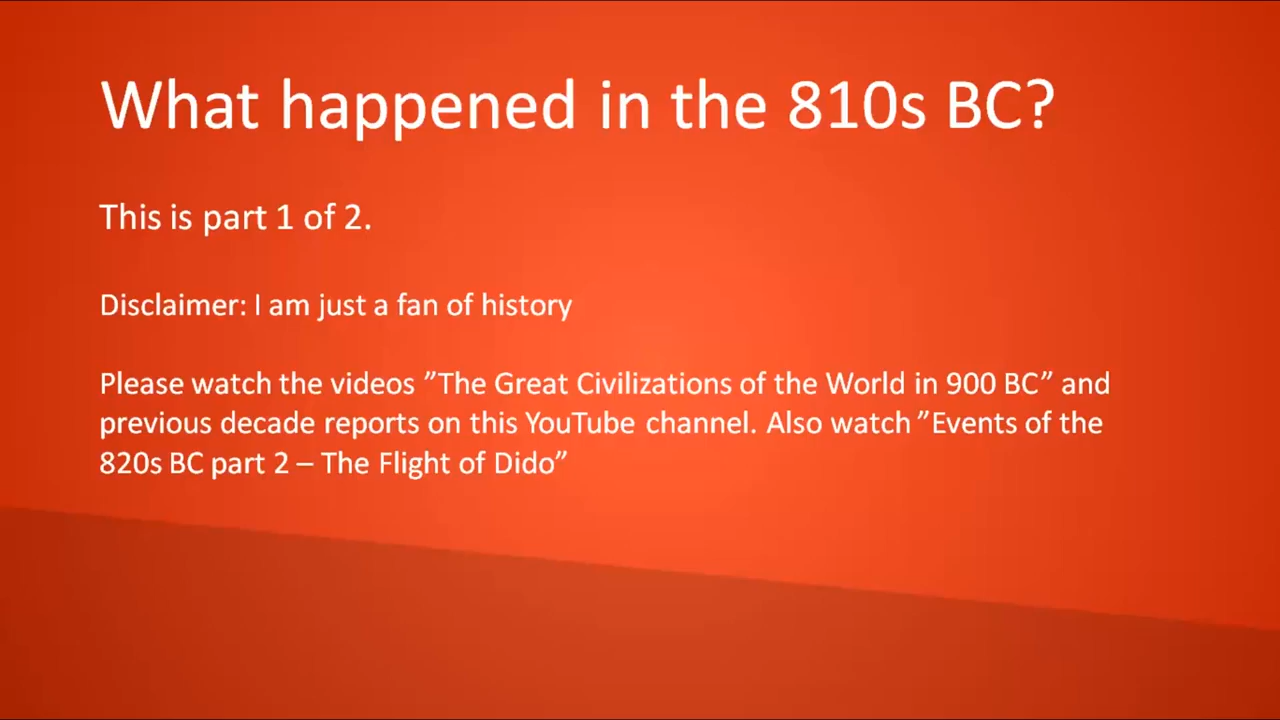 What happened in the 810s BC?
This is part 1 of 2.
Disclaimer: I am just a fan of history
Please watch the videos ”The Great Civilizations of the World in 900 BC” and
previous decade reports on this YouTube channel. Also watch ”Events of the
820s BC part 2 – The Flight of Dido”